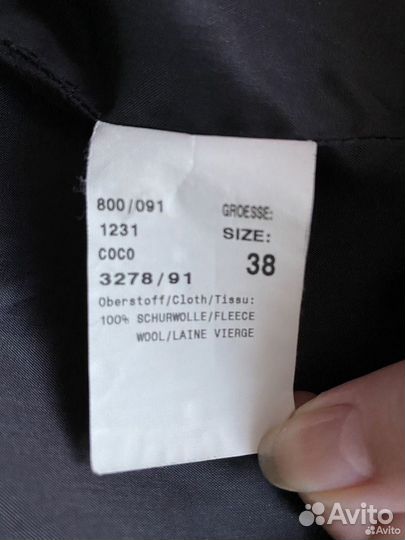 800/091 GROESSE:
1231 SIZE:
COCO 38
3278/91
Oberstoff/Cloth/Tissu:
100% SCHURWOLLE/FLEECE
WOOL/LAINE VIERGE
Avito
Avito